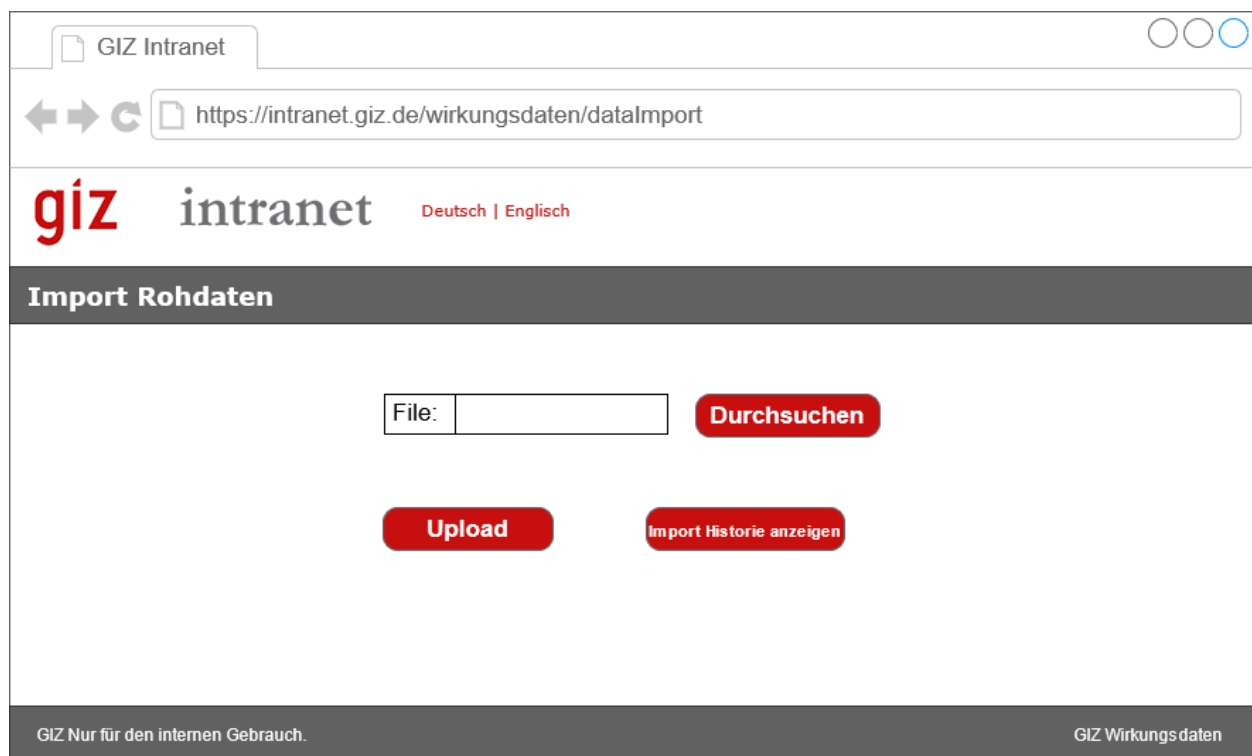 GIZ Intranet
https://intranet.giz.de/wirkungsdaten/dataImport
giz intranet Deutsch | Englisch
Import Rohdaten
File: Durchsuchen
Upload Import Historie anzeigen
GIZ Nur für den internen Gebrauch. GIZ Wirkungsdaten